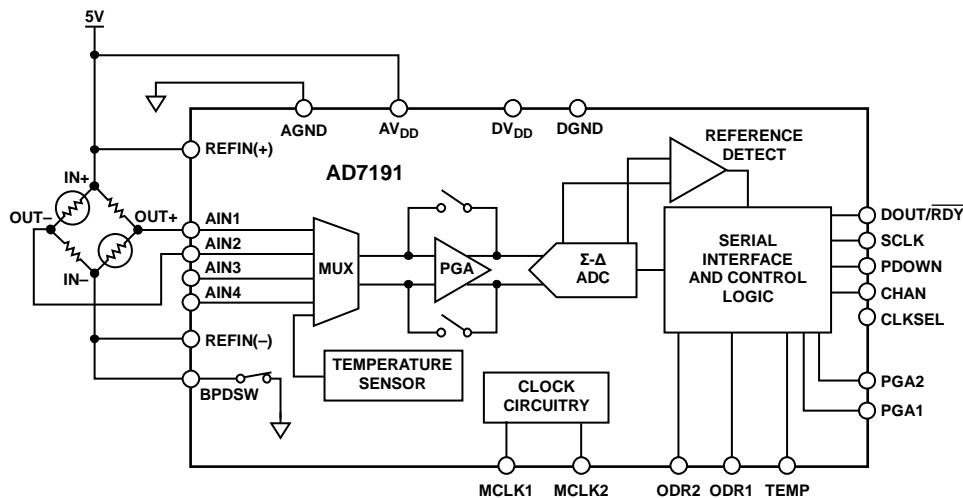 5V
AGND
AVDD
DVDD
DGND
REFIN(+)
AD7191
REFERENCE
DETECT
IN+
OUT–
OUT+
IN–
AIN1
AIN2
AIN3
AIN4
MUX
PGA
Σ-Δ
ADC
SERIAL
INTERFACE
AND CONTROL
LOGIC
DOUT/RDY
SCLK
PDOWN
CHAN
CLKSEL
REFIN(–)
BPDSW
TEMPERATURE
SENSOR
CLOCK
CIRCUITRY
PGA2
PGA1
MCLK1
MCLK2
ODR2
ODR1
TEMP